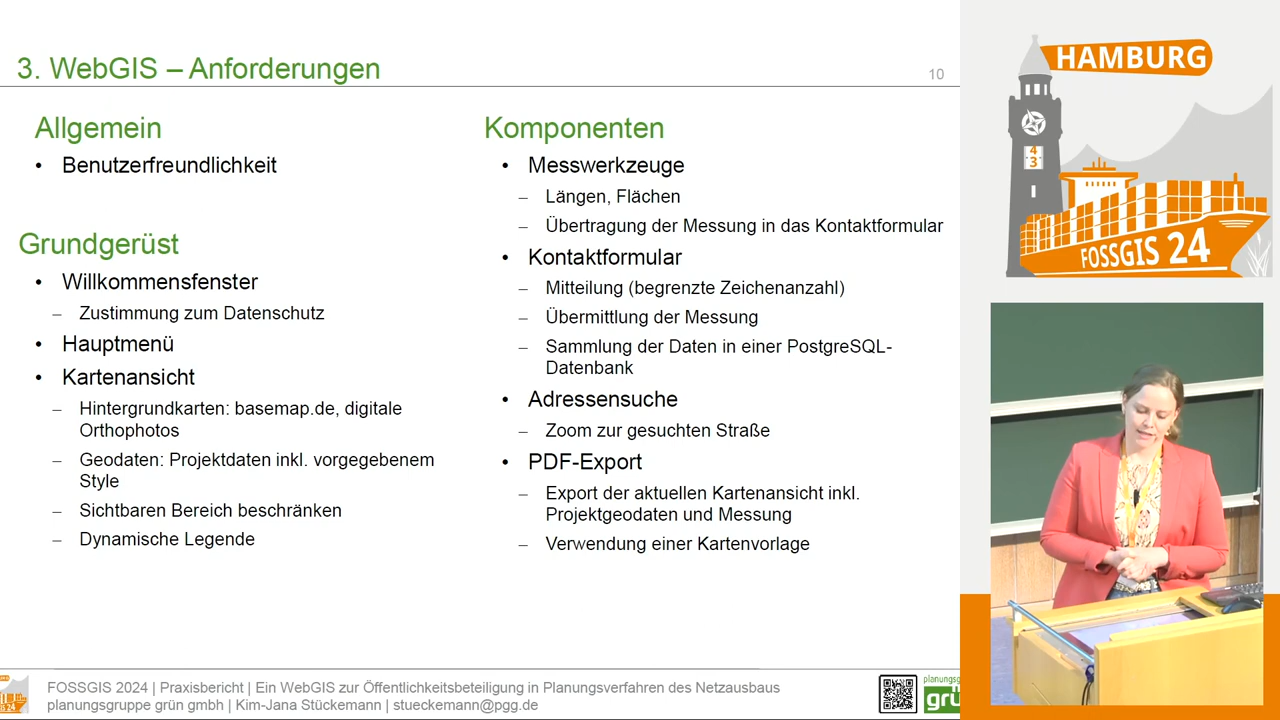 3. WebGIS – Anforderungen
10
Allgemein
• Benutzerfreundlichkeit
Grundgerüst
• Willkommensfenster
– Zustimmung zum Datenschutz
• Hauptmenü
• Kartenansicht
– Hintergrundkarten: basemap.de, digitale
Orthophotos
– Geodaten: Projektdaten inkl. vorgegebenem
Style
– Sichtbaren Bereich beschränken
– Dynamische Legende
Komponenten
• Messwerkzeuge
– Längen, Flächen
– Übertragung der Messung in das Kontaktformular
• Kontaktformular
– Mitteilung (begrenzte Zeichenanzahl)
– Übermittlung der Messung
– Sammlung der Daten in einer PostgreSQL-
Datenbank
• Adressensuche
– Zoom zur gesuchten Straße
• PDF-Export
– Export der aktuellen Kartenansicht inkl.
Projektgeodaten und Messung
– Verwendung einer Kartenvorlage
FOSSGIS 2024 | Praxisbericht | Ein WebGIS zur Öffentlichkeitsbeteiligung in Planungsverfahren des Netzausbaus
planungsgruppe grün gmbh | Kim-Jana Stückemann | stueckemann@pgg.de
planungsg
grü
HAMBURG
4
3
FOSSGIS 24